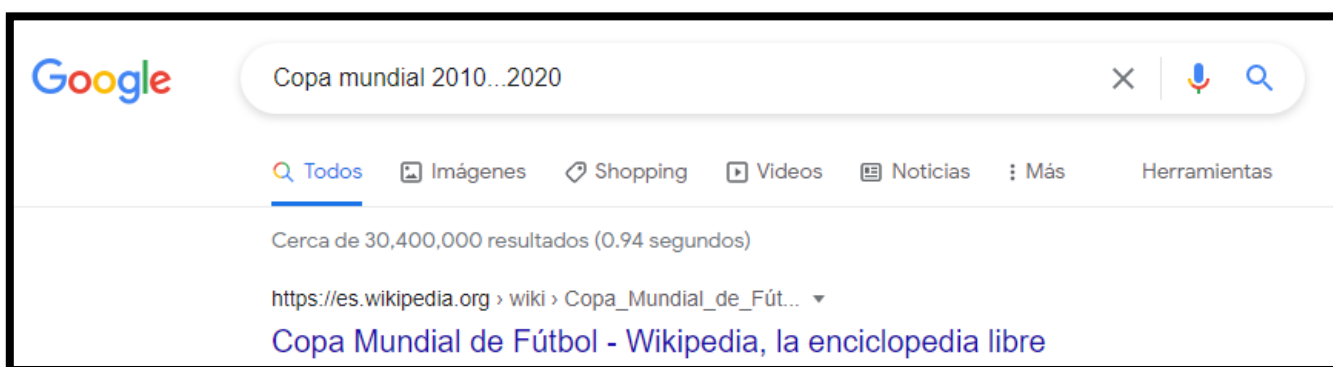 Google
Copa mundial 2010...2020
Todos Imágenes Shopping Videos Noticias Más Herramientas
Cerca de 30,400,000 resultados (0.94 segundos)
https://es.wikipedia.org › wiki › Copa_Mundial_de_Fút...
Copa Mundial de Fútbol - Wikipedia, la enciclopedia libre